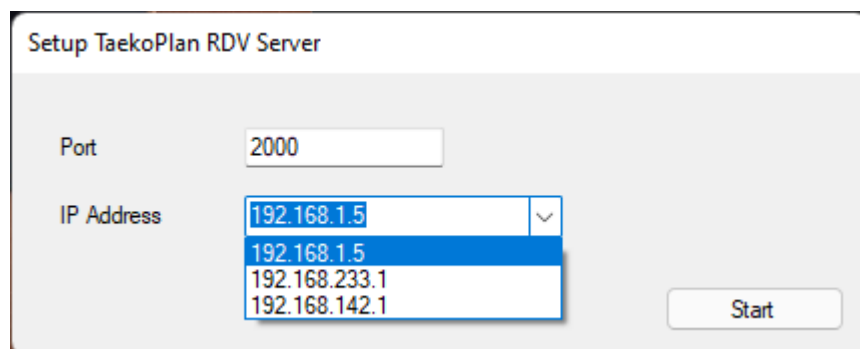 Setup TaekoPlan RDV Server
Port 2000
IP Address 192.168.1.5
192.168.1.5
192.168.233.1
192.168.142.1
Start